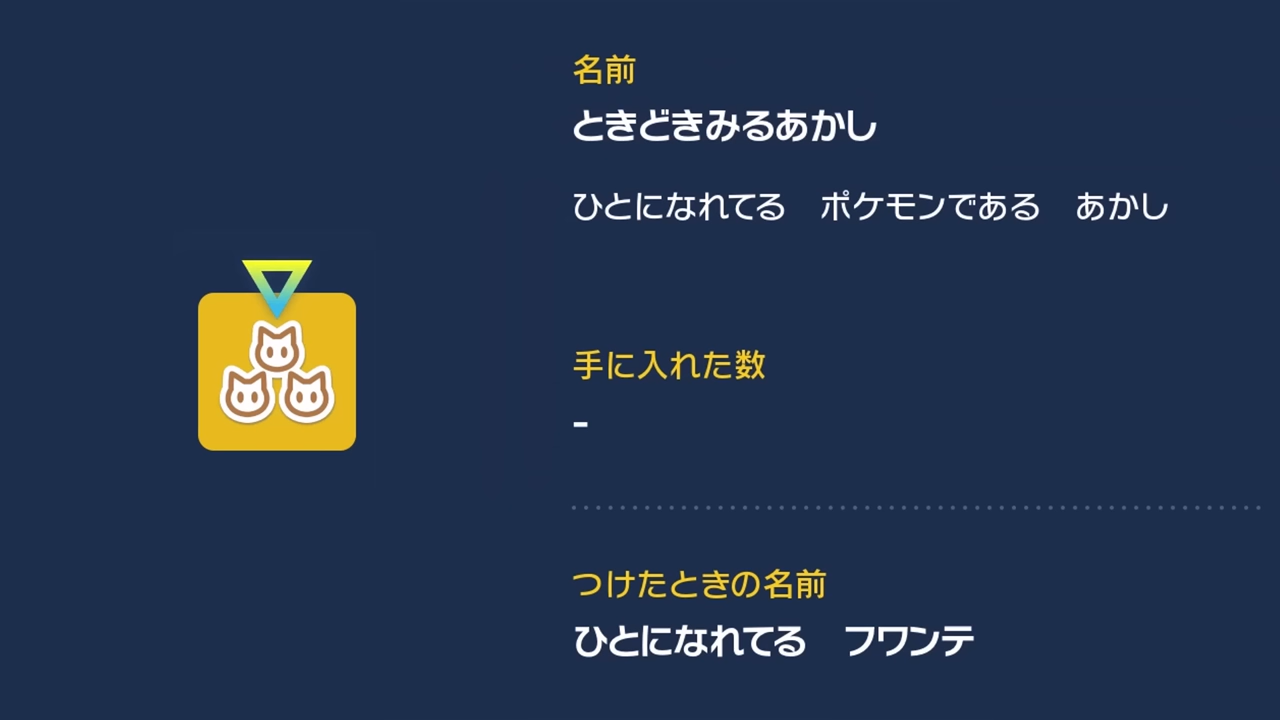 名前
ときどきみるあかし
ひとになれてる　ポケモンである　あかし
手に入れた数
-
つけたときの名前
ひとになれてる　フワンテ